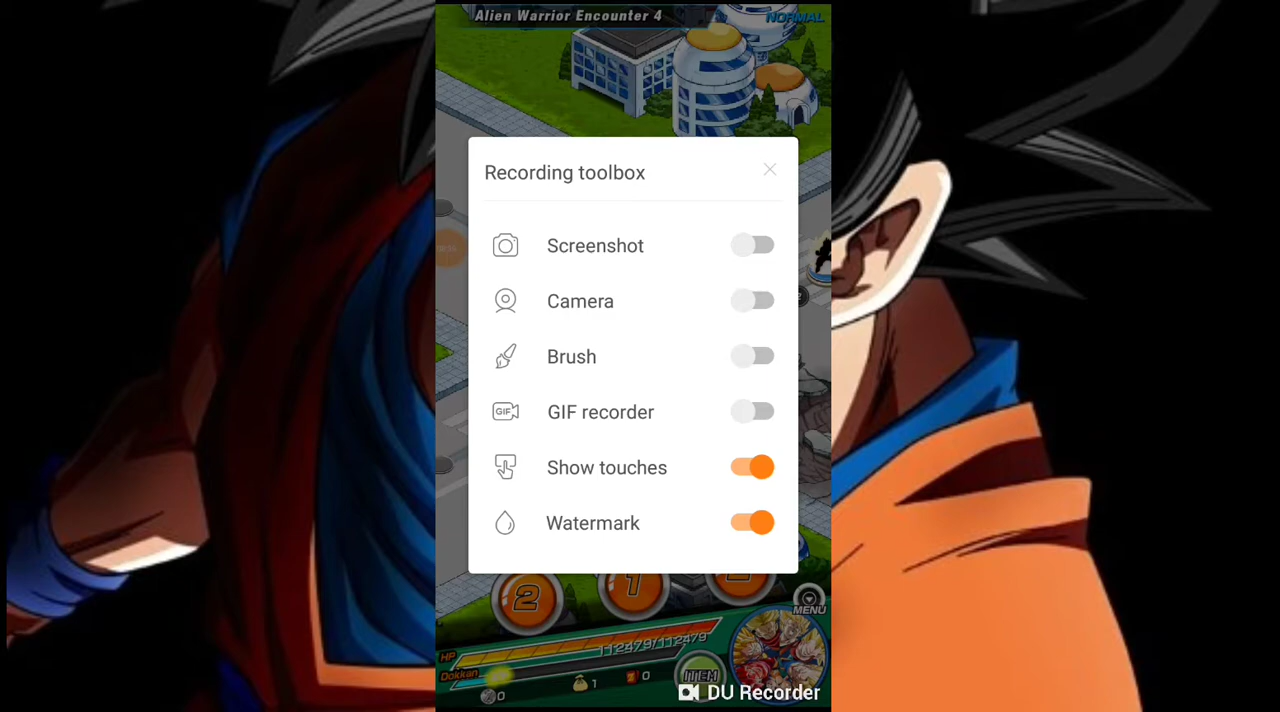 Alien Warrior Encounter 4
NORMAL
Recording toolbox
Screenshot
Camera
Brush
GIF
GIF recorder
Show touches
Watermark
2
1
MENU
HP
112479/112479
Dokkan
ITEM
0
1
0
DU Recorder